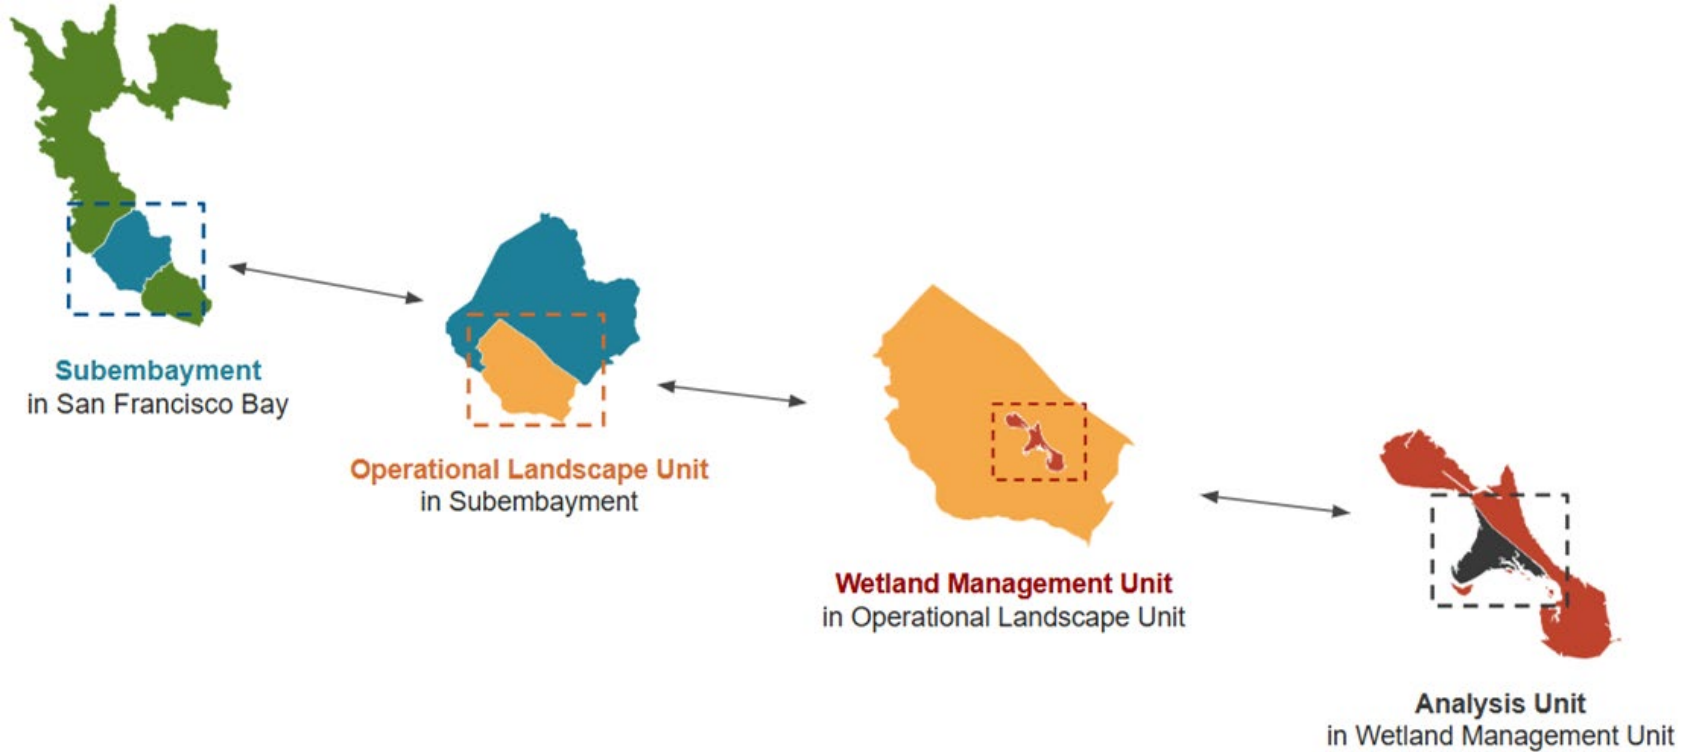 Subembayment
in San Francisco Bay
Operational Landscape Unit
in Subembayment
Wetland Management Unit
in Operational Landscape Unit
Analysis Unit
in Wetland Management Unit